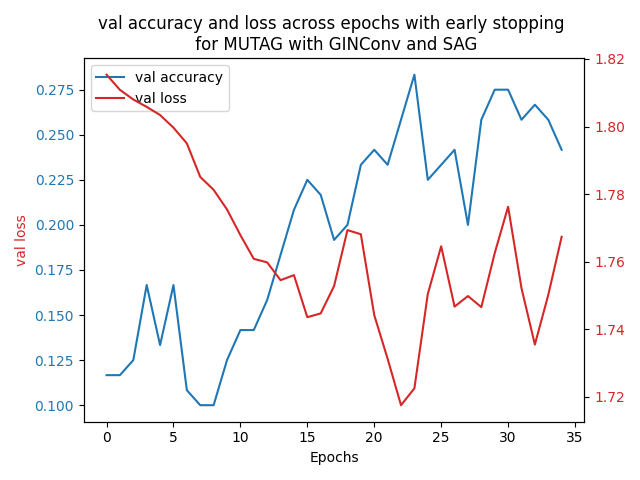 val accuracy and loss across epochs with early stopping
for MUTAG with GINConv and SAG
val accuracy
val loss
0.275
0.250
0.225
0.200
0.175
0.150
0.125
0.100
val loss
1.82
1.80
1.78
1.76
1.74
1.72
0 5 10 15 20 25 30 35
Epochs